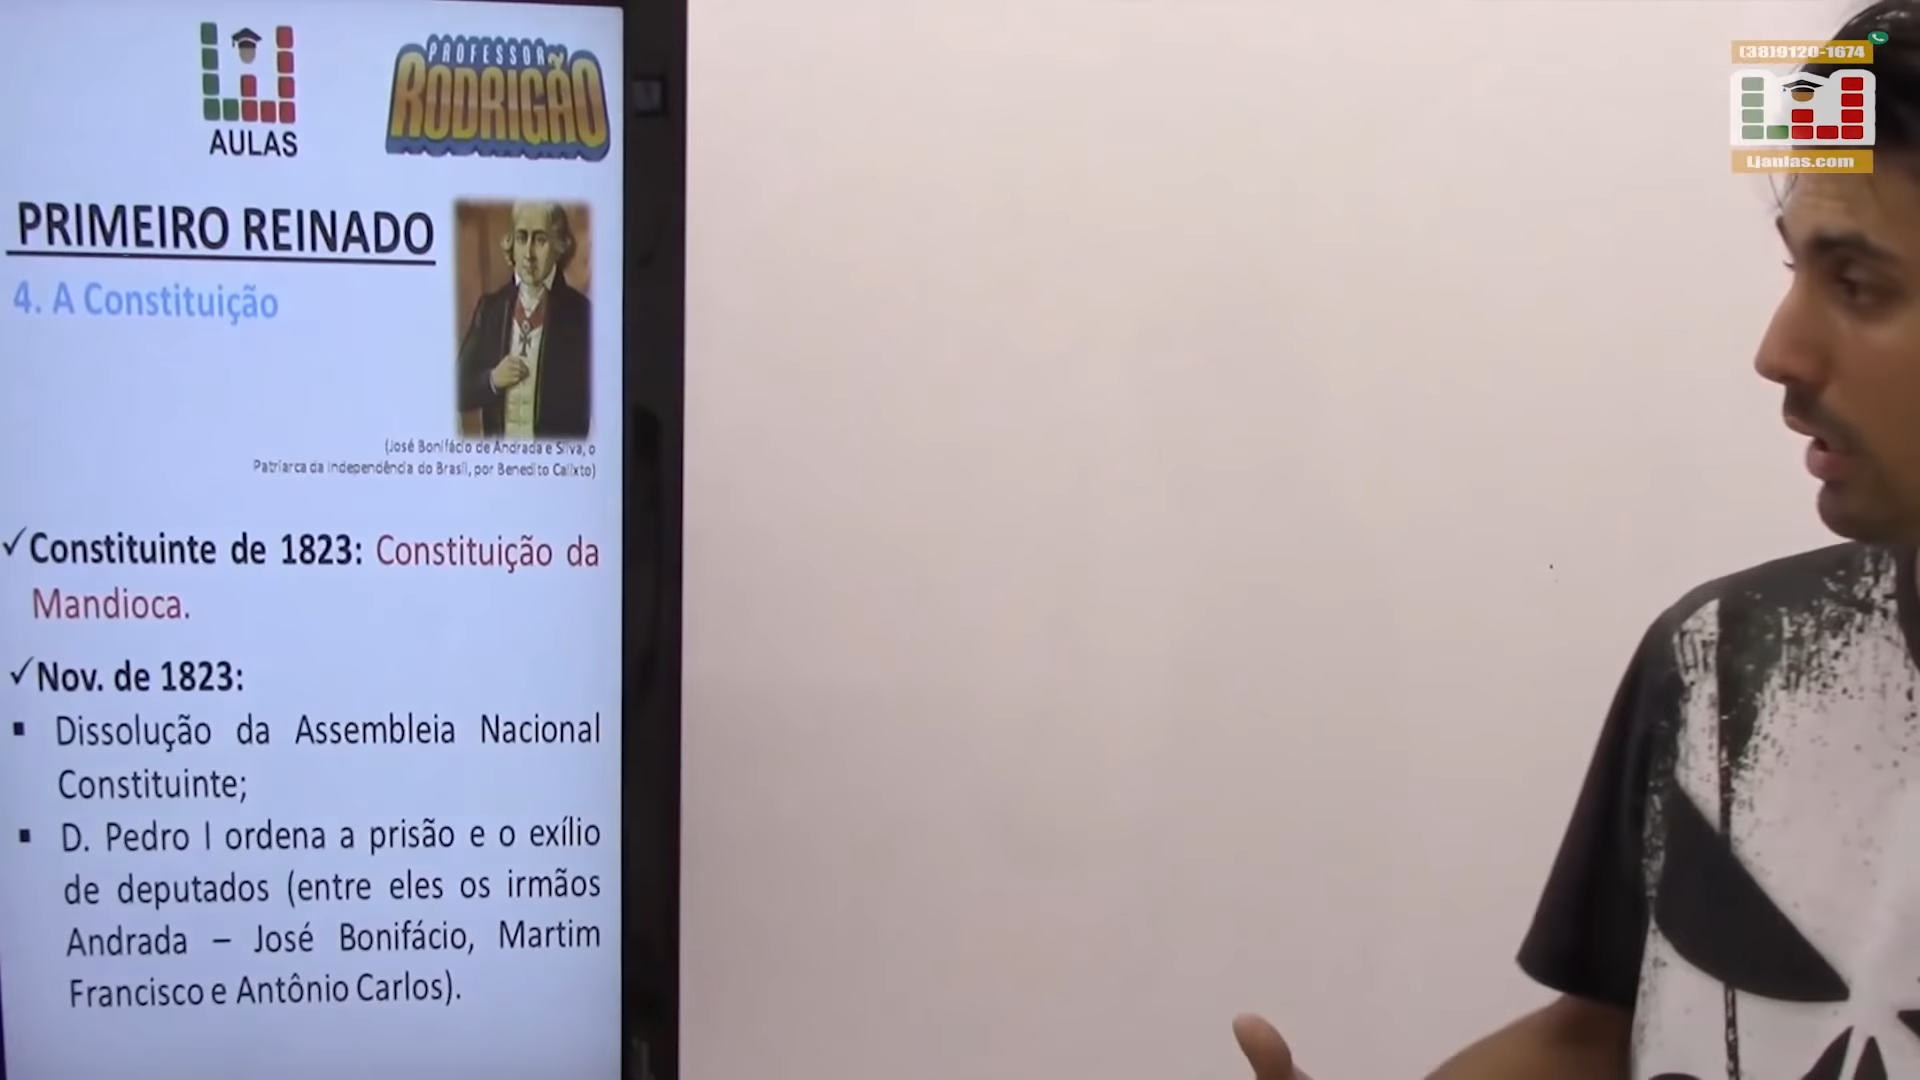 AULAS
PROFESSOR
RODRIGÃO
(38)9120-1674
Ljaulas.com
PRIMEIRO REINADO
4. A Constituição
(José Bonifácio de Andrada e Silva, o
Patriarca da Independência do Brasil, por Benedito Calixto)
✓Constituinte de 1823: Constituição da
Mandioca.
✓Nov. de 1823:
▪ Dissolução da Assembleia Nacional
Constituinte;
▪ D. Pedro I ordena a prisão e o exílio
de deputados (entre eles os irmãos
Andrada – José Bonifácio, Martim
Francisco e Antônio Carlos).